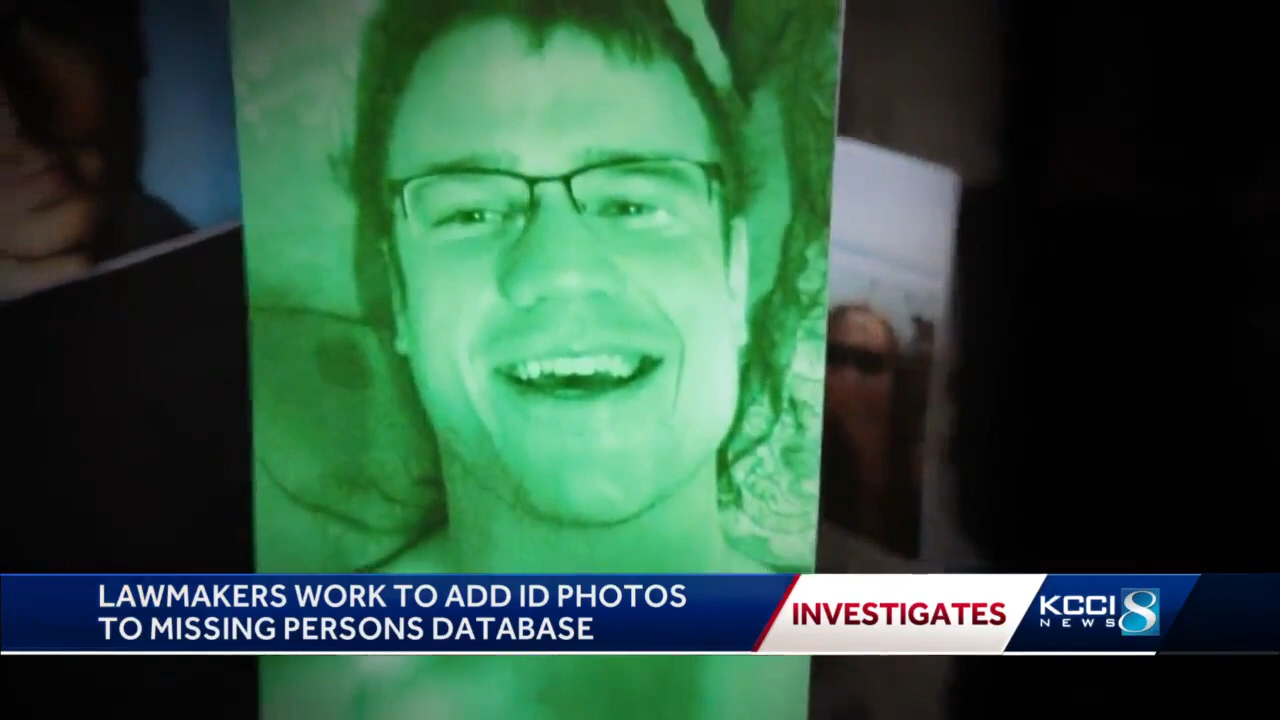 LAWMAKERS WORK TO ADD ID PHOTOS
TO MISSING PERSONS DATABASE
INVESTIGATES
KCCI 8
NEWS